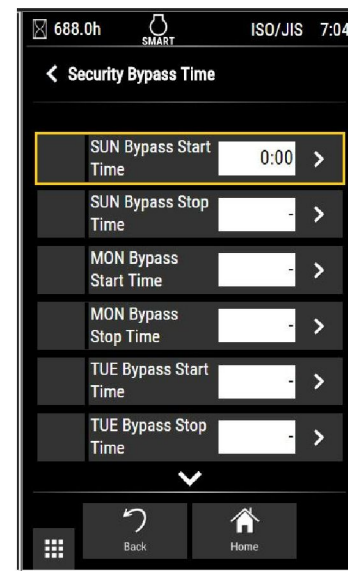 688.0h SMART ISO/JIS 7:04
Security Bypass Time
SUN Bypass Start
Time
0:00
SUN Bypass Stop
Time
-
MON Bypass
Start Time
-
MON Bypass
Stop Time
-
TUE Bypass Start
Time
-
TUE Bypass Stop
Time
-
Back
Home